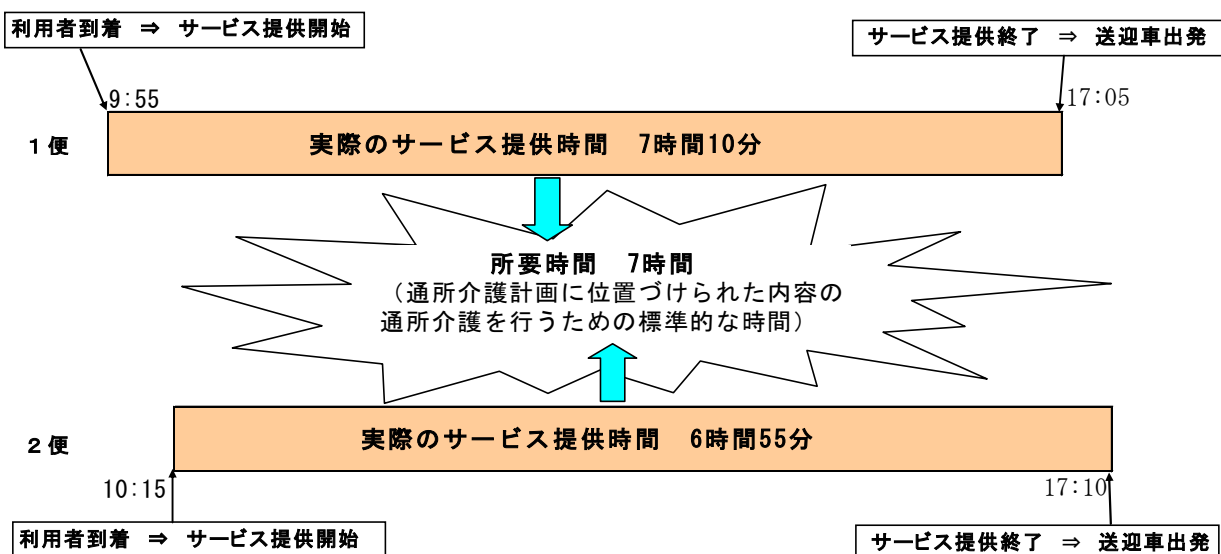 利用者到着 ⇒ サービス提供開始
サービス提供終了 ⇒ 送迎車出発
9:55
17:05
1便
実際のサービス提供時間 7時間10分
所要時間 7時間
（通所介護計画に位置づけられた内容の
通所介護を行うための標準的な時間）
2便
実際のサービス提供時間 6時間55分
10:15
17:10
利用者到着 ⇒ サービス提供開始
サービス提供終了 ⇒ 送迎車出発